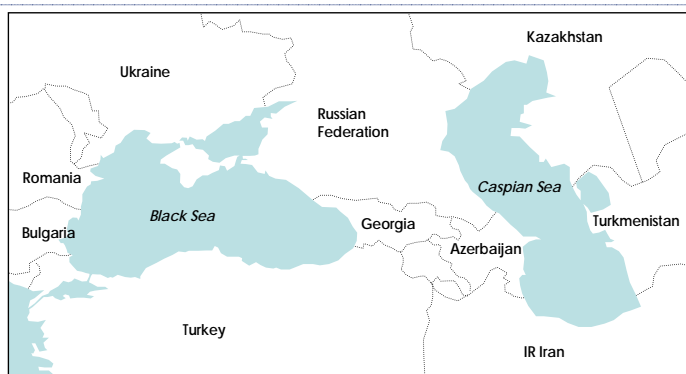 Kazakhstan
Ukraine
Russian
Federation
Romania
Caspian Sea
Black Sea
Georgia
Turkmenistan
Bulgaria
Azerbaijan
Turkey
IR Iran